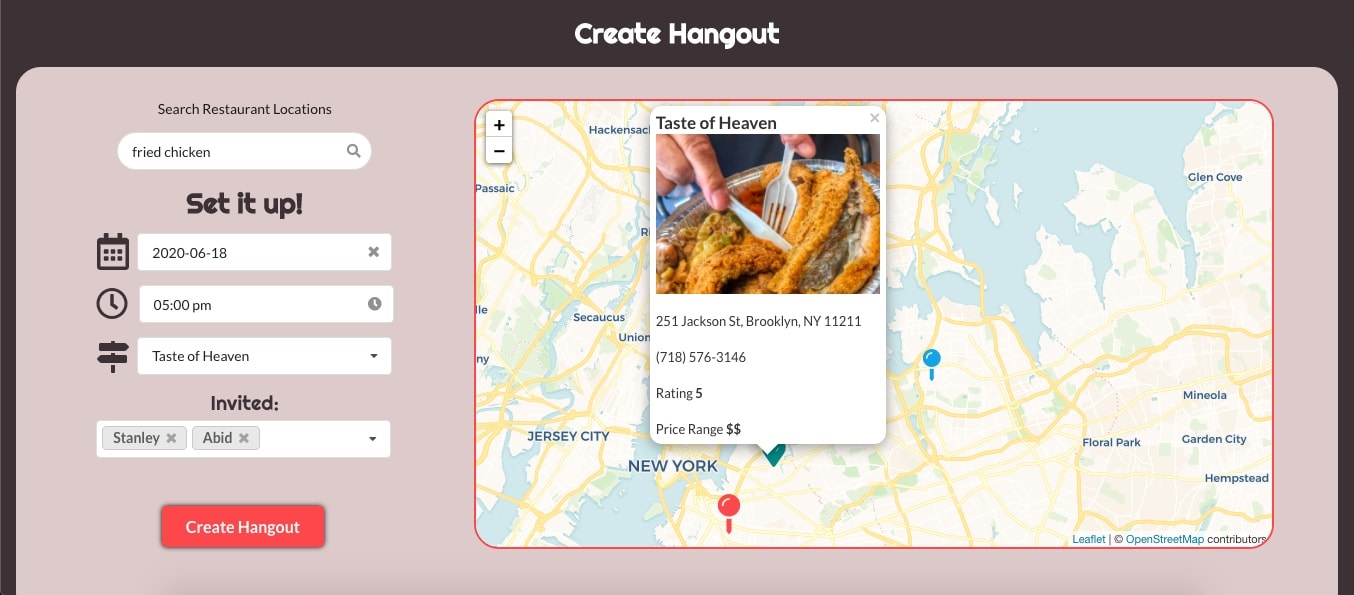 Create Hangout
Search Restaurant Locations
fried chicken
Set it up!
2020-06-18
05:00 pm
Taste of Heaven
Invited:
Stanley
Abid
Create Hangout
+
−
Taste of Heaven
×
251 Jackson St, Brooklyn, NY 11211
(718) 576-3146
Rating 5
Price Range $$
Hackensac
Passaic
Glen Cove
lle
Secaucus
Union
ny
Mineola
JERSEY CITY
Floral Park
Garden City
NEW YORK
Hempstead
Leaflet | © OpenStreetMap contributors